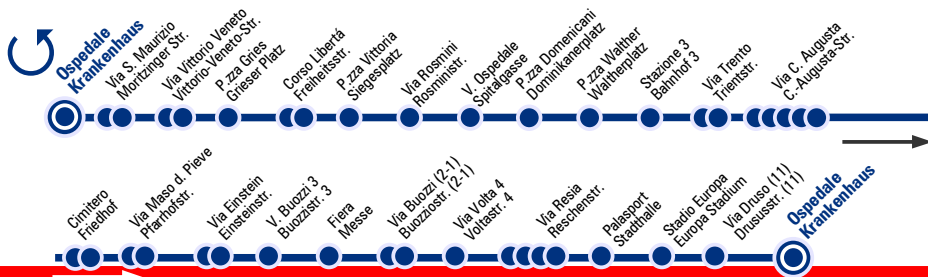 Ospedale
Krankenhaus
Via S. Maurizio
Moritzinger Str.
Via Vittorio Veneto
Vittorio-Veneto-Str.
P.zza Gries
Grieser Platz
Corso Libertá
Freiheitsstr.
P.zza Vittoria
Siegesplatz
Via Rosmini
Rosministr.
V. Ospedale
Spitalgasse
P.zza Domenicani
Dominikanerplatz
P.zza Walther
Waltherplatz
Stazione 3
Bahnhof 3
Via Trento
Trientstr.
Via C. Augusta
C.-Augusta-Str.
Cimitero
Friedhof
Via Maso d. Pieve
Pfarrhofstr.
Via Einstein
Einsteinstr.
V. Buozzi 3
Buozzistr. 3
Fiera
Messe
Via Buozzi (2-1)
Buozziostr. (2-1)
Via Volta 4
Voltastr. 4
Via Resia
Reschenstr.
Palasport
Stadthalle
Stadio Europa
Europa Stadium
Via Druso (11)
Drususstr. (11)
Ospedale
Krankenhaus